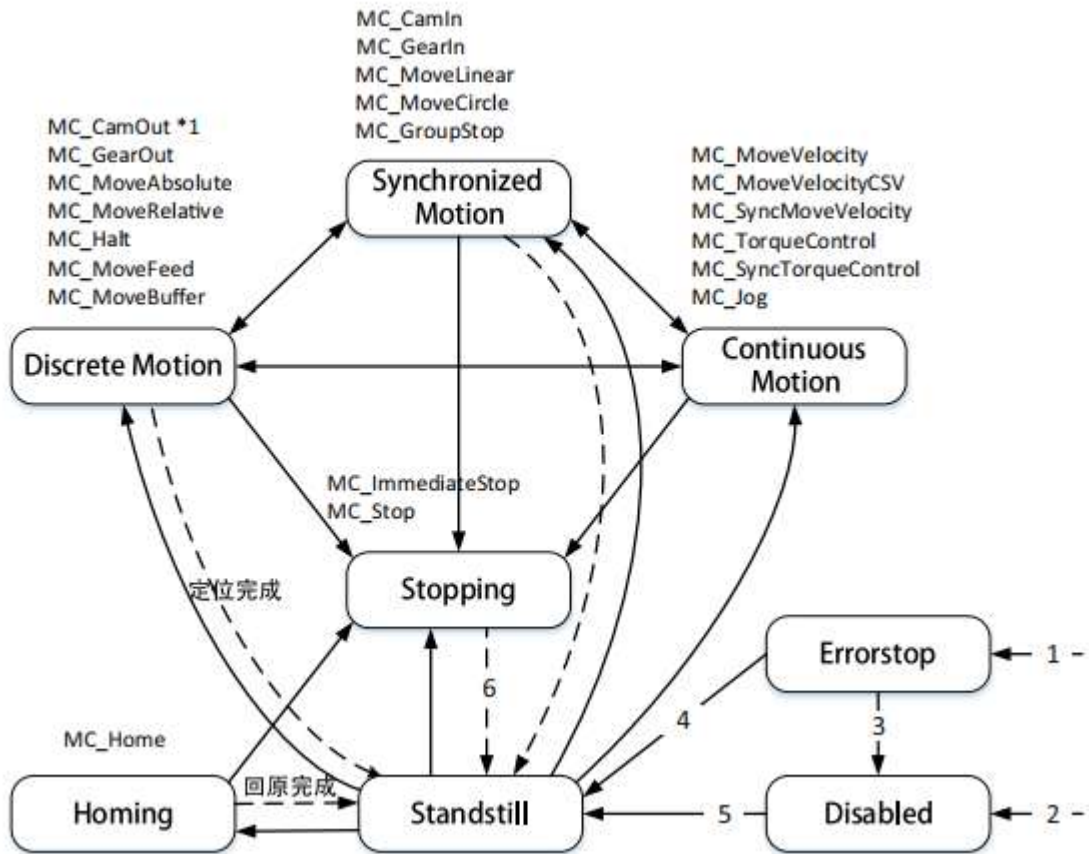 MC_CamIn
MC_GearIn
MC_MoveLinear
MC_MoveCircle
MC_GroupStop
Synchronized
Motion
MC_CamOut *1
MC_GearOut
MC_MoveAbsolute
MC_MoveRelative
MC_Halt
MC_MoveFeed
MC_MoveBuffer
Discrete Motion
MC_MoveVelocity
MC_MoveVelocityCSV
MC_SyncMoveVelocity
MC_TorqueControl
MC_SyncTorqueControl
MC_Jog
Continuous
Motion
MC_ImmediateStop
MC_Stop
Stopping
定位完成
6
Errorstop
1
4
3
MC_Home
Homing
回原完成
Standstill
5
Disabled
2